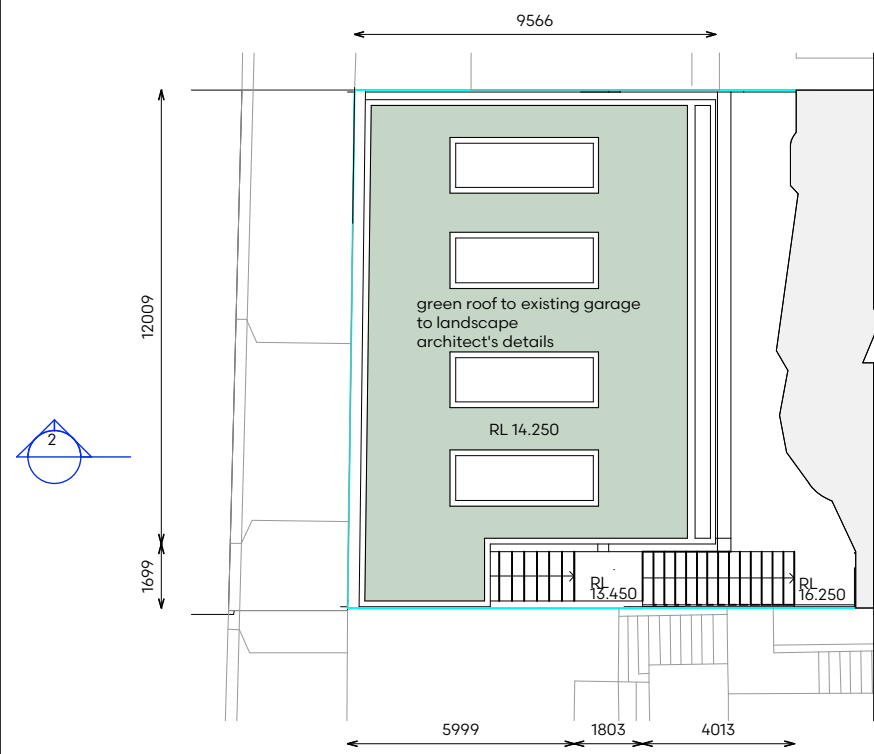 9566
12009
green roof to existing garage
to landscape
architect's details
RL 14.250
2
1699
RL
13.450
RL
16.250
5999
1803
4013